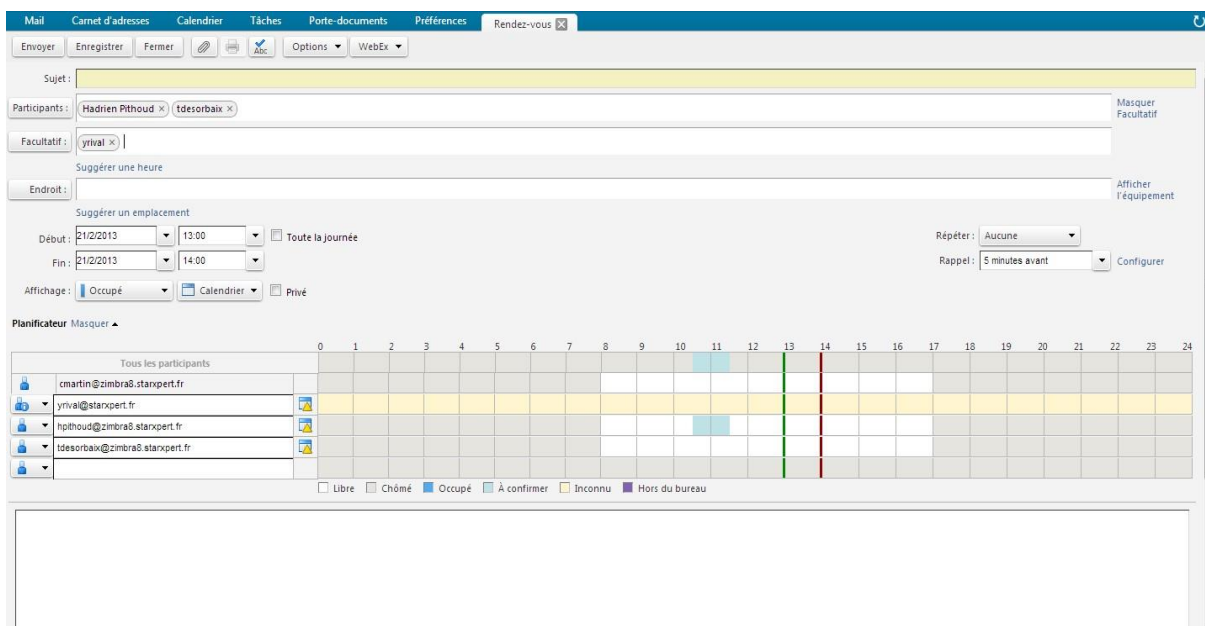 Mail Carnet d'adresses Calendrier Tâches Porte-documents Préférences Rendez-vous
Envoyer Enregistrer Fermer Abc Options WebEx
Sujet :
Participants : Hadrien Pithoud × tdesorbaix × Masquer
Facultatif
Facultatif : yrival ×
Suggérer une heure
Endroit : Afficher
l'équipement
Suggérer un emplacement
Début : 21/2/2013 13:00 Toute la journée Répéter : Aucune
Fin : 21/2/2013 14:00 Rappel : 5 minutes avant Configurer
Affichage : Occupé Calendrier Privé
Planificateur Masquer
0 1 2 3 4 5 6 7 8 9 10 11 12 13 14 15 16 17 18 19 20 21 22 23 24
Tous les participants
cmartin@zimbra8.starxpert.fr
yrival@starxpert.fr
hpithoud@zimbra8.starxpert.fr
tdesorbaix@zimbra8.starxpert.fr
Libre Chômé Occupé À confirmer Inconnu Hors du bureau